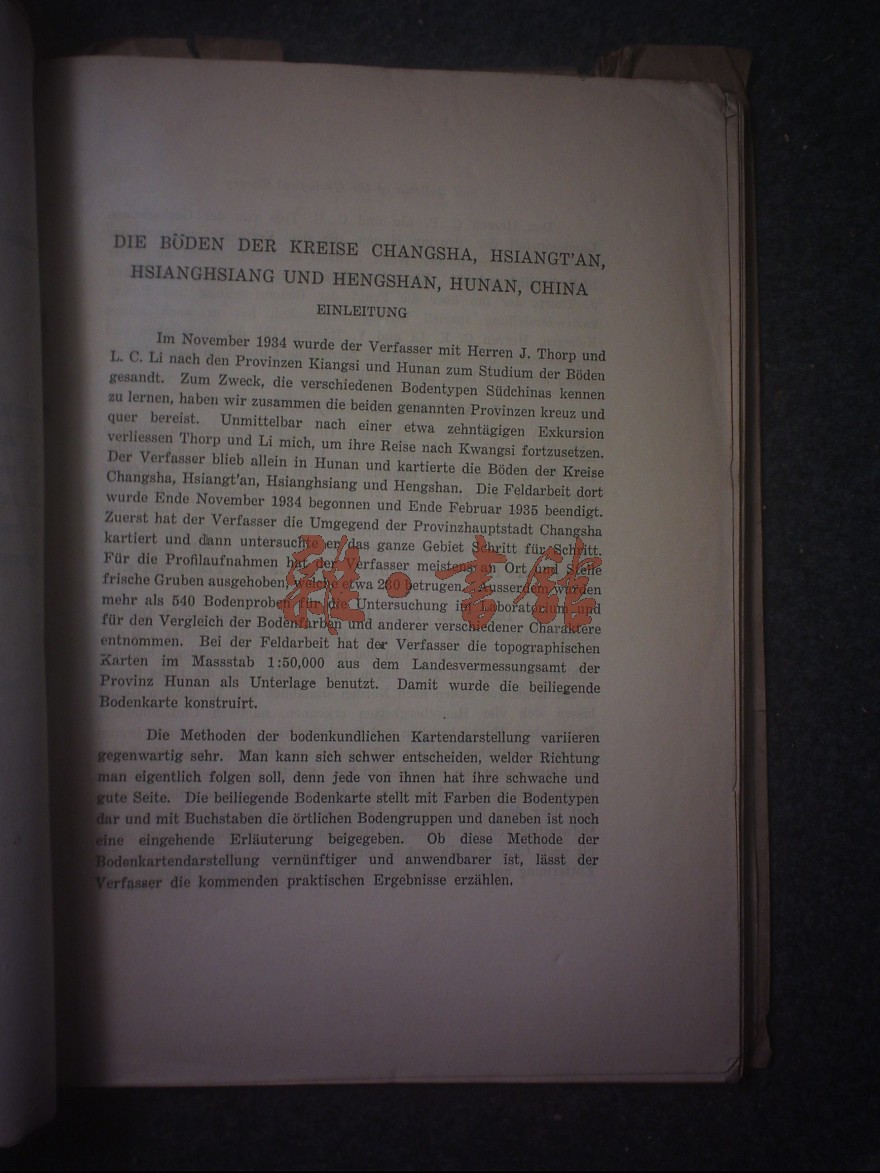 DIE BÖDEN DER KREISE CHANGSHA, HSIANGT'AN,
HSIANGHSIANG UND HENGSHAN, HUNAN, CHINA
EINLEITUNG
Im November 1934 wurde der Verfasser mit Herren J. Thorp und
L. C. Li nach den Provinzen Kiangsi und Hunan zum Studium der Böden
gesandt. Zum Zweck, die verschiedenen Bodentypen Südchinas kennen
zu lernen, haben wir zusammen die beiden genannten Provinzen kreuz und
quer bereist. Unmittelbar nach einer etwa zehntägigen Exkursion
verliessen Thorp und Li mich, um ihre Reise nach Kwangsi fortzusetzen.
Der Verfasser blieb allein in Hunan und kartierte die Böden der Kreise
Changsha, Hsiangt'an, Hsianghsiang und Hengshan. Die Feldarbeit dort
wurde Ende November 1934 begonnen und Ende Februar 1935 beendigt.
Zuerst hat der Verfasser die Umgegend der Provinzhauptstadt Changsha
kartiert und dann untersuchte er das ganze Gebiet Schritt für Schritt.
Für die Profilaufnahmen hat der Verfasser meistens an Ort und Stelle
frische Gruben ausgehoben, welche etwa 260 betrugen. Ausserdem wurden
mehr als 540 Bodenproben für die Untersuchung im Laboratorium und
für den Vergleich der Bodenfarben und anderer verschiedener Charaktere
entnommen. Bei der Feldarbeit hat der Verfasser die topographischen
Karten im Massstab 1:50,000 aus dem Landesvermessungsamt der
Provinz Hunan als Unterlage benutzt. Damit wurde die beiliegende
Bodenkarte konstruirt.
Die Methoden der bodenkundlichen Kartendarstellung variieren
gegenwartig sehr. Man kann sich schwer entscheiden, welder Richtung
man eigentlich folgen soll, denn jede von ihnen hat ihre schwache und
gute Seite. Die beiliegende Bodenkarte stellt mit Farben die Bodentypen
dar und mit Buchstaben die örtlichen Bodengruppen und daneben ist noch
eine eingehende Erläuterung beigegeben. Ob diese Methode der
Bodenkartendarstellung vernünftiger und anwendbarer ist, lässt der
Verfasser die kommenden praktischen Ergebnisse erzählen.